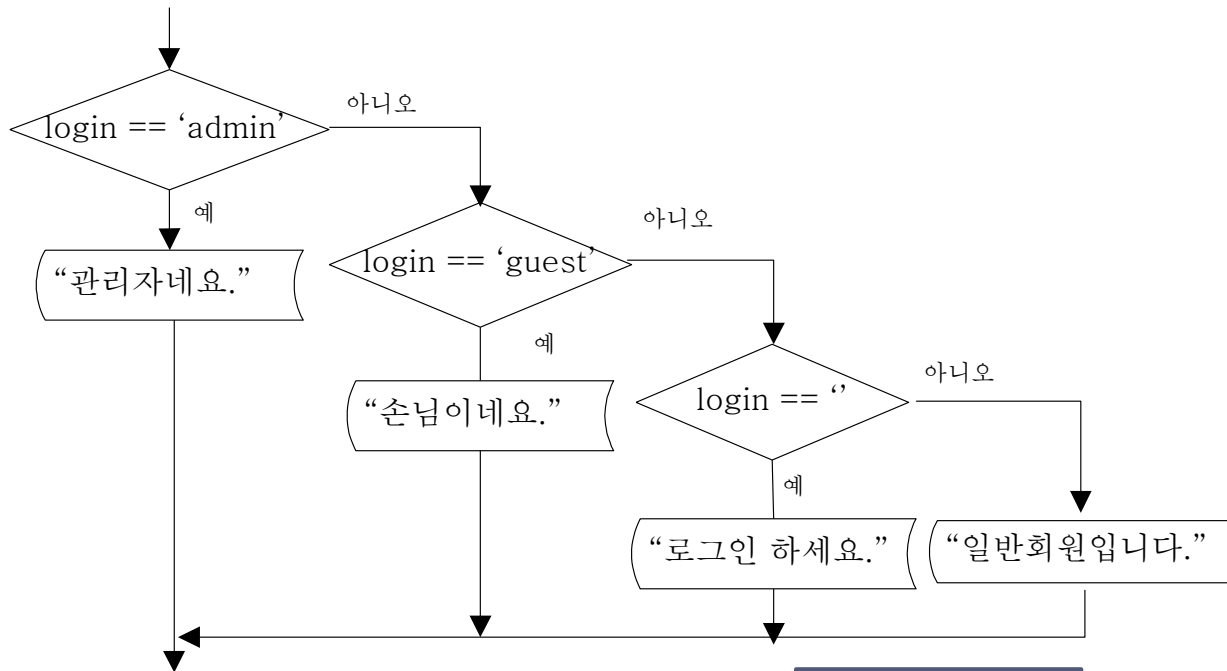 아니오
login == ‘admin’
예
아니오
“관리자네요.”
login == ‘guest’
예
아니오
“손님이네요.”
login == ‘’
예
“로그인 하세요.”
“일반회원입니다.”